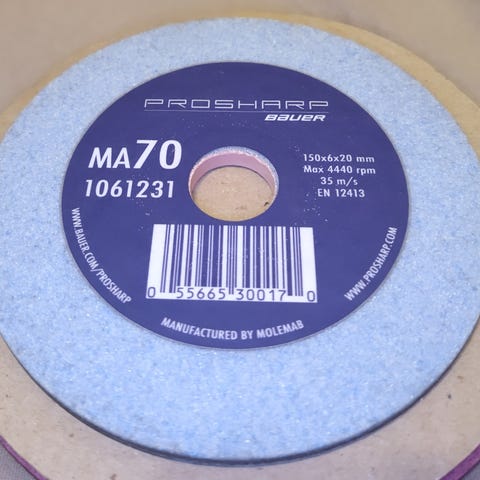 PROSHARP
BAUER
MA70
1061231
150x6x20 mm
Max 4440 rpm
35 m/s
EN 12413
WWW.BAUER.COM/PROSHARP
WWW.PROSHARP.COM
0 55665 30017 0
MANUFACTURED BY MOLEMAB